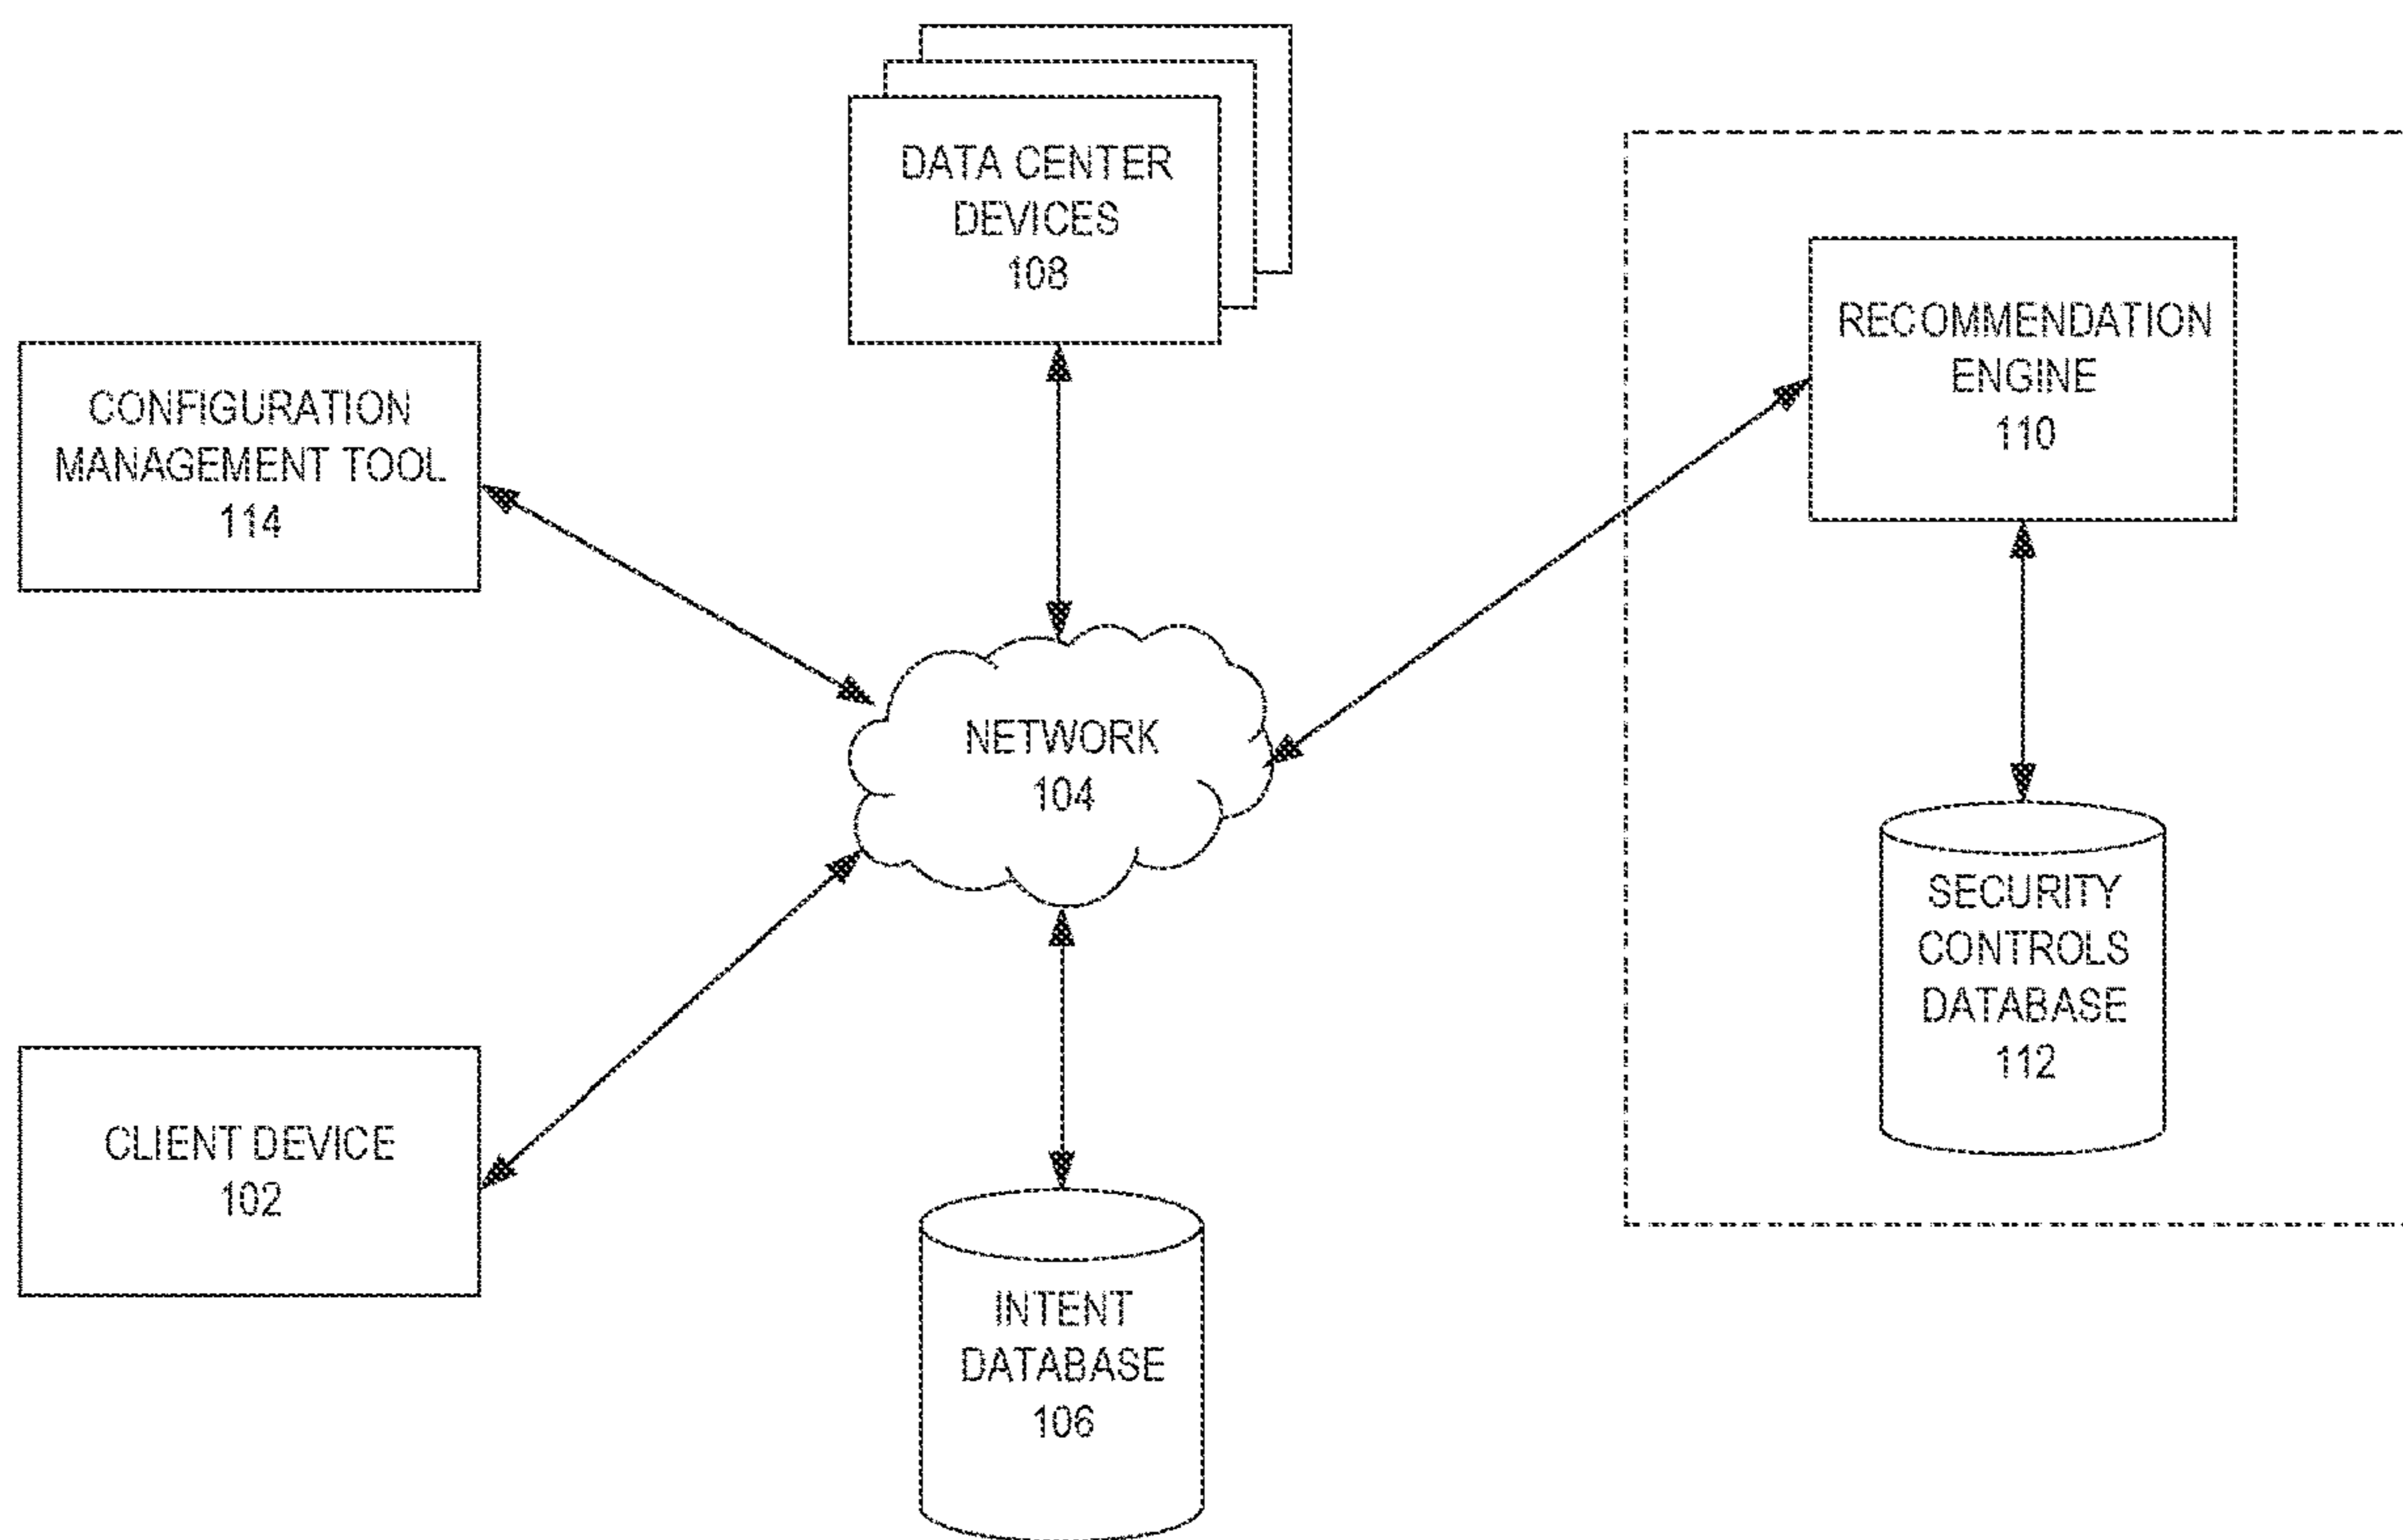 DATA CENTER
DEVICES
108
RECOMMENDATION
ENGINE
110
CONFIGURATION
MANAGEMENT TOOL
114
NETWORK
104
SECURITY
CONTROLS
DATABASE
112
CLIENT DEVICE
102
INTENT
DATABASE
106